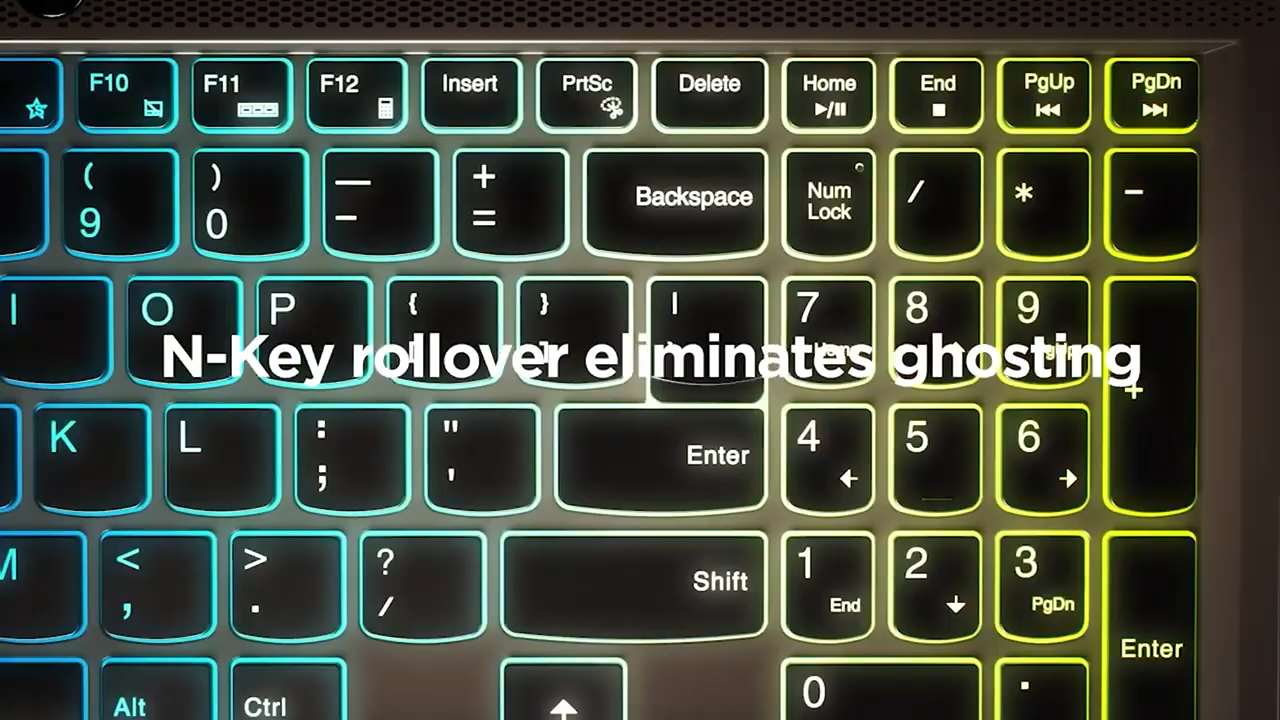 F10 F11 F12 Insert PrtSc Delete Home End PgUp PgDn
( ) — + Backspace Num Lock / * -
9 0 - =
I O P { } | 7 8 9
N-Key rollover eliminates ghosting
+
K L : " Enter 4 5 6
; '
M < > ? Shift 1 2 3
, . / End PgDn
Enter
Alt Ctrl 0 .